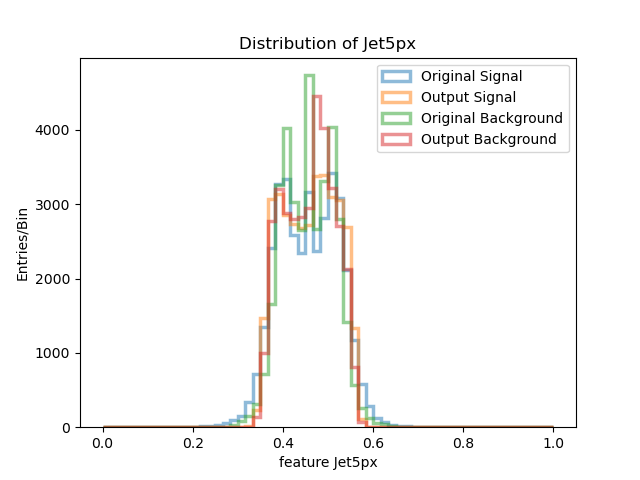 Distribution of Jet5px
Original Signal
Output Signal
Original Background
Output Background
Entries/Bin
4000
3000
2000
1000
0
0.0 0.2 0.4 0.6 0.8 1.0
feature Jet5px